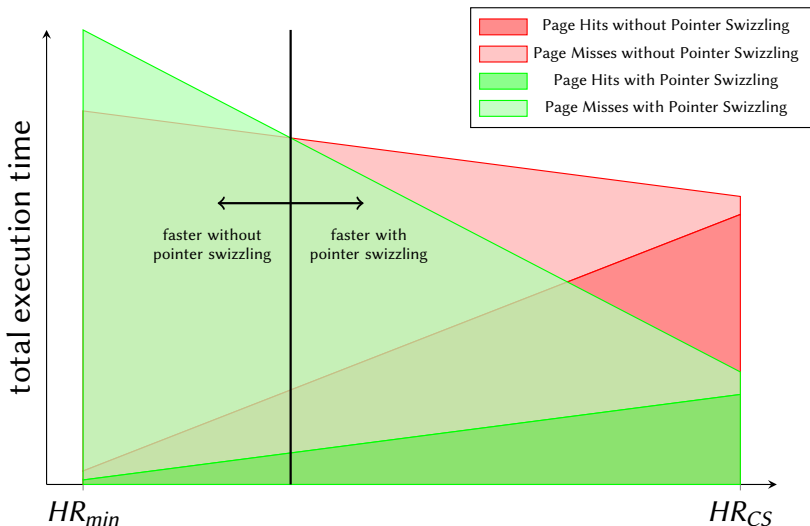 Page Hits without Pointer Swizzling
Page Misses without Pointer Swizzling
Page Hits with Pointer Swizzling
Page Misses with Pointer Swizzling
total execution time
faster without
pointer swizzling
faster with
pointer swizzling
HRmin
HRCS